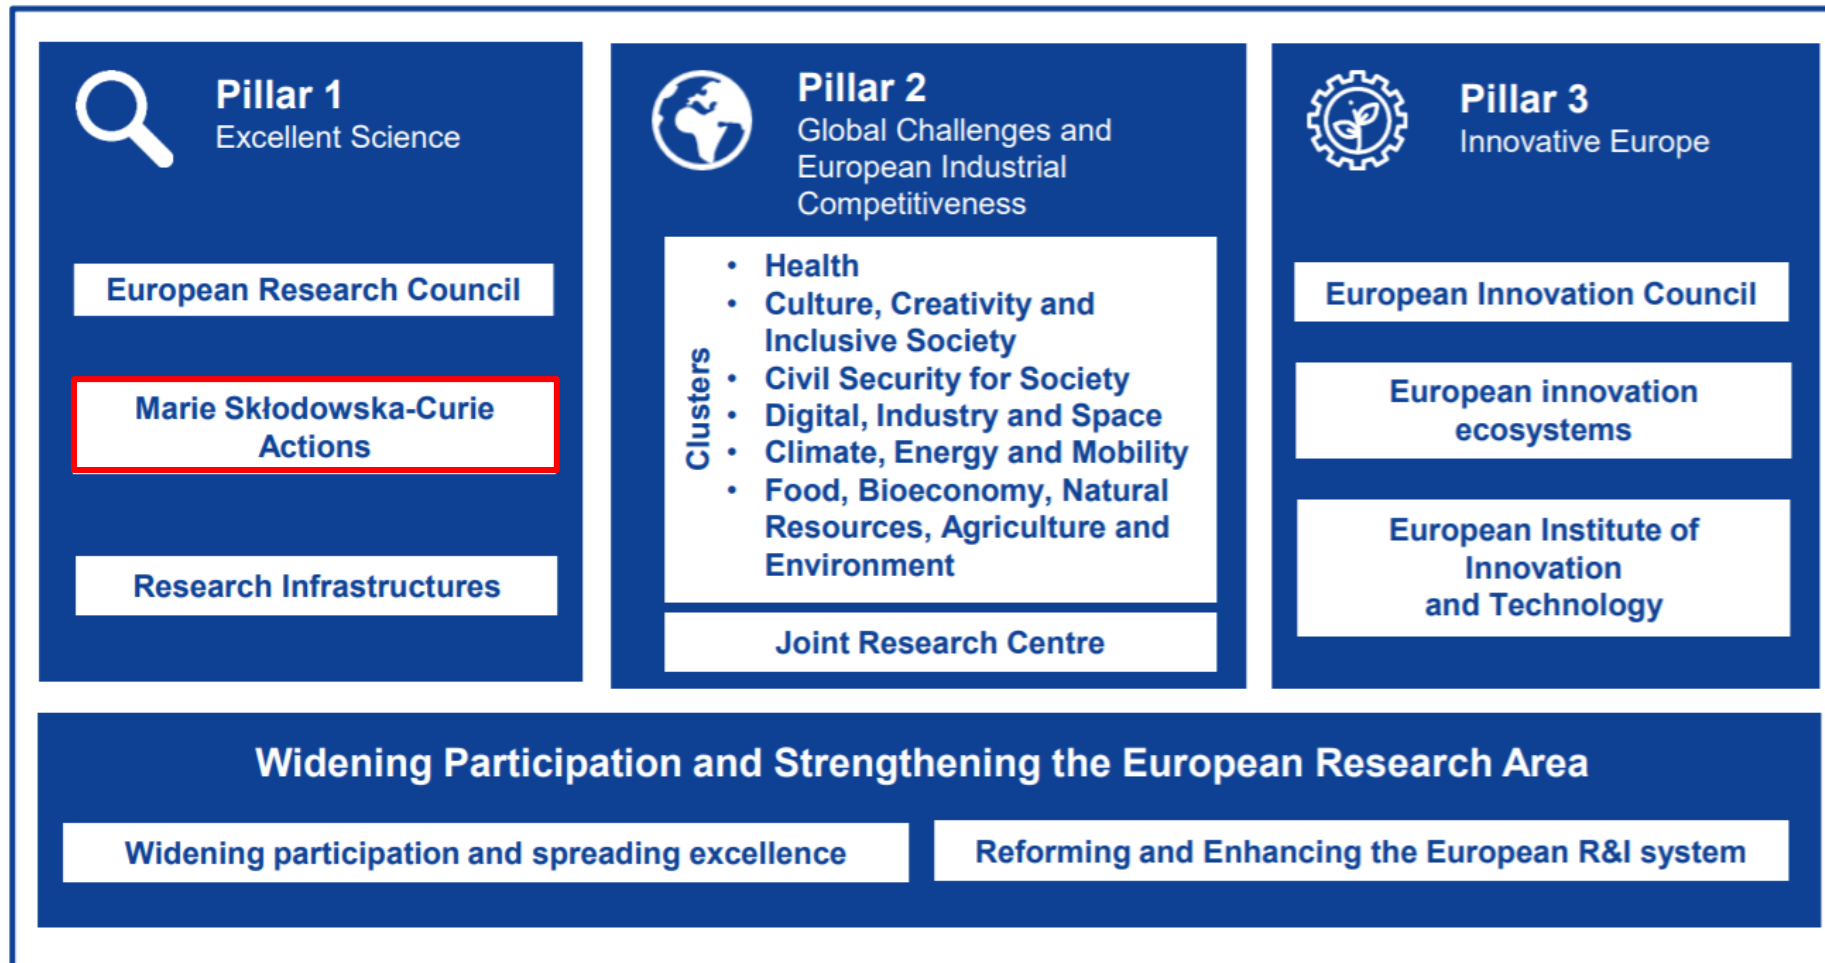 Pillar 1
Excellent Science
European Research Council
Marie Skłodowska-Curie
Actions
Research Infrastructures
Pillar 2
Global Challenges and
European Industrial
Competitiveness
Clusters
• Health
• Culture, Creativity and
Inclusive Society
• Civil Security for Society
• Digital, Industry and Space
• Climate, Energy and Mobility
• Food, Bioeconomy, Natural
Resources, Agriculture and
Environment
Joint Research Centre
Pillar 3
Innovative Europe
European Innovation Council
European innovation
ecosystems
European Institute of
Innovation
and Technology
Widening Participation and Strengthening the European Research Area
Widening participation and spreading excellence
Reforming and Enhancing the European R&I system